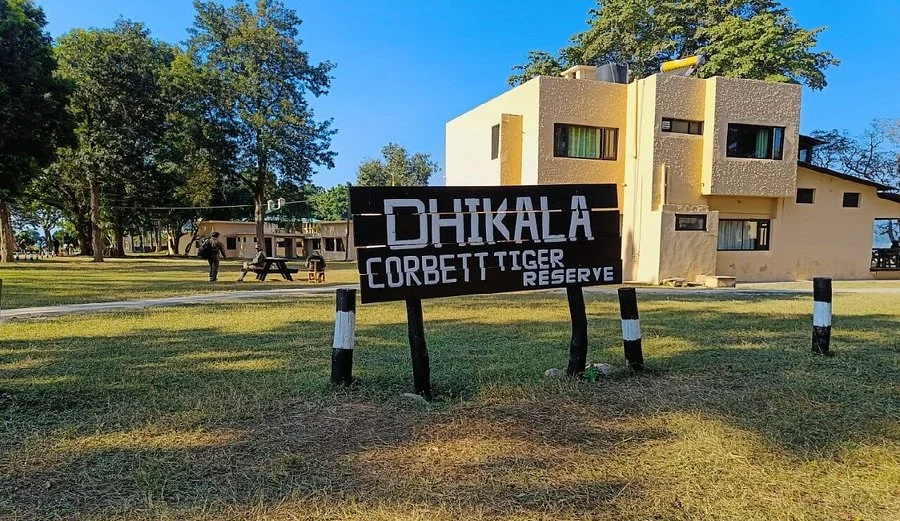 DHIKALA
CORBETT TIGER
RESERVE